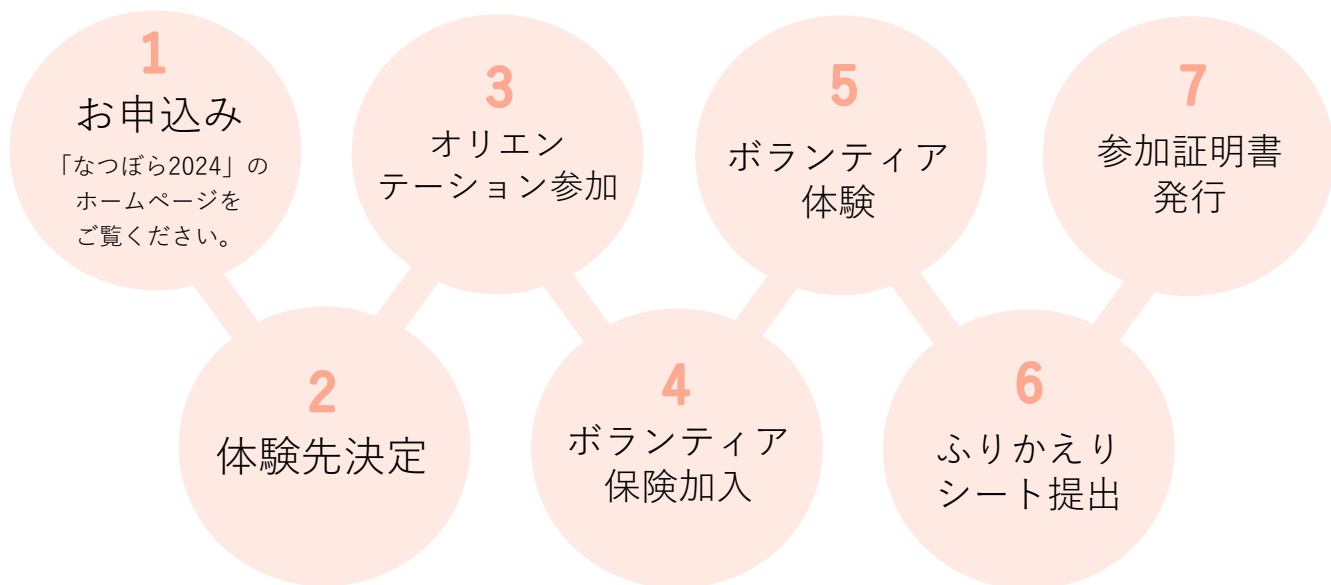 1
お申込み
「なつぼら2024」の
ホームページを
ご覧ください。
2
体験先決定
3
オリエン
テーション参加
4
ボランティア
保険加入
5
ボランティア
体験
6
ふりかえり
シート提出
7
参加証明書
発行